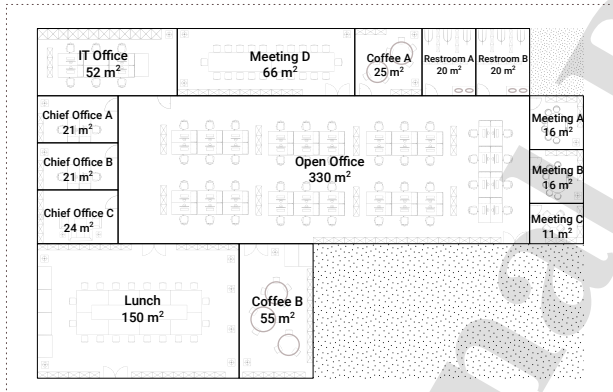 IT Office
52 m²
Meeting D
66 m²
Coffee A
25 m²
Restroom A
20 m²
Restroom B
20 m²
Chief Office A
21 m²
Chief Office B
21 m²
Chief Office C
24 m²
Open Office
330 m²
Meeting A
16 m²
Meeting B
16 m²
Meeting C
11 m²
Lunch
150 m²
Coffee B
55 m²